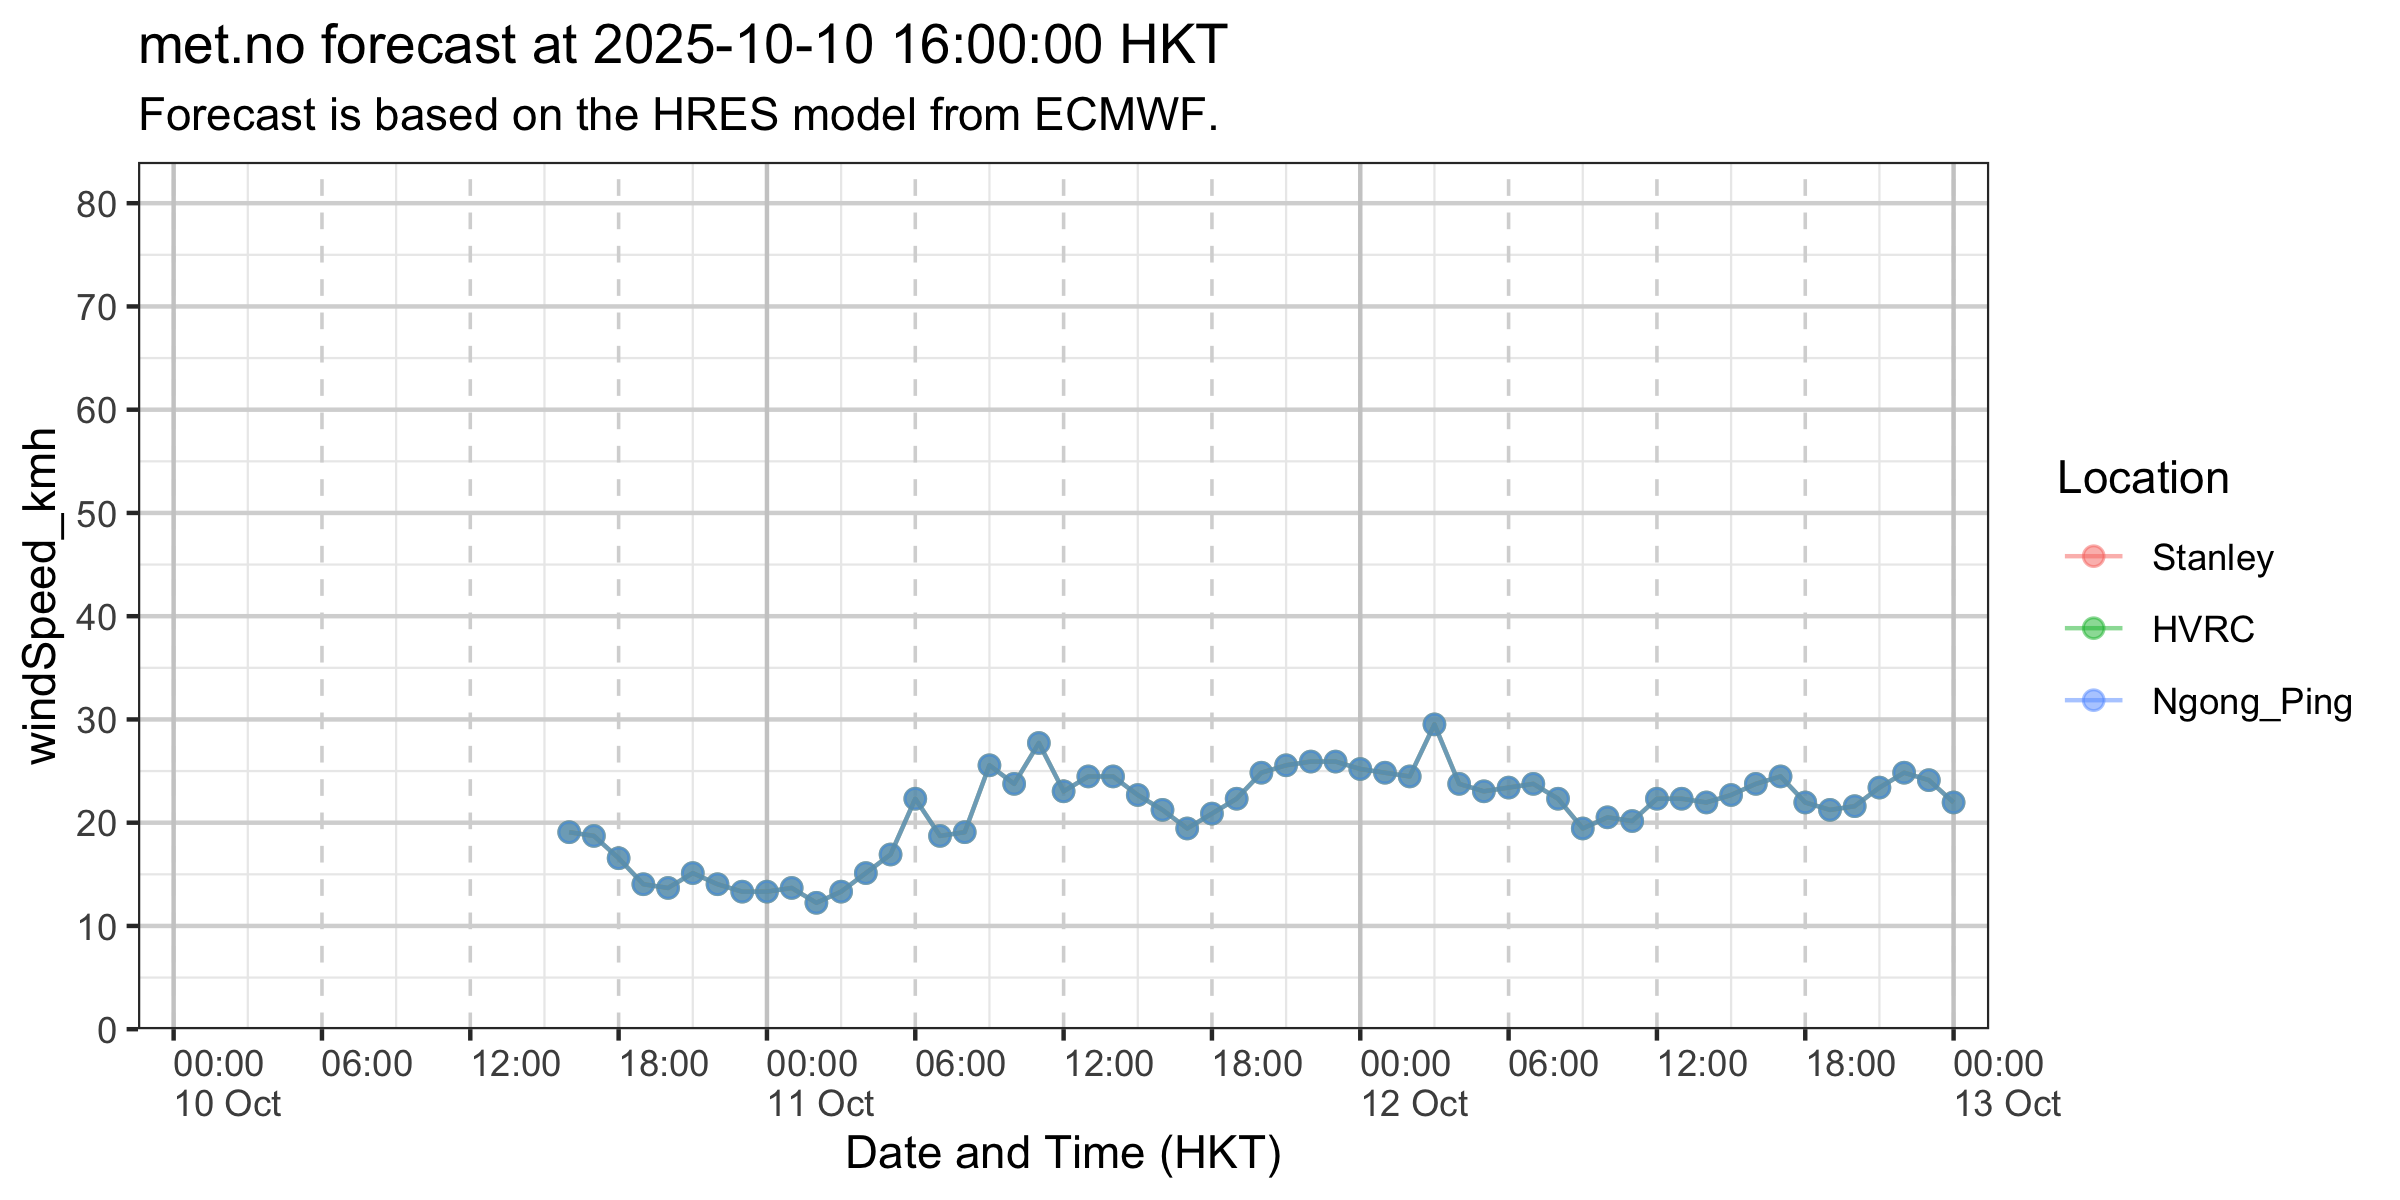 met.no forecast at 2025-10-10 16:00:00 HKT
Forecast is based on the HRES model from ECMWF.
windSpeed_kmh
80
70
60
50
40
30
20
10
0
00:00 06:00 12:00 18:00 00:00 06:00 12:00 18:00 00:00 06:00 12:00 18:00 00:00
10 Oct 11 Oct 12 Oct 13 Oct
Date and Time (HKT)
Location
Stanley
HVRC
Ngong_Ping